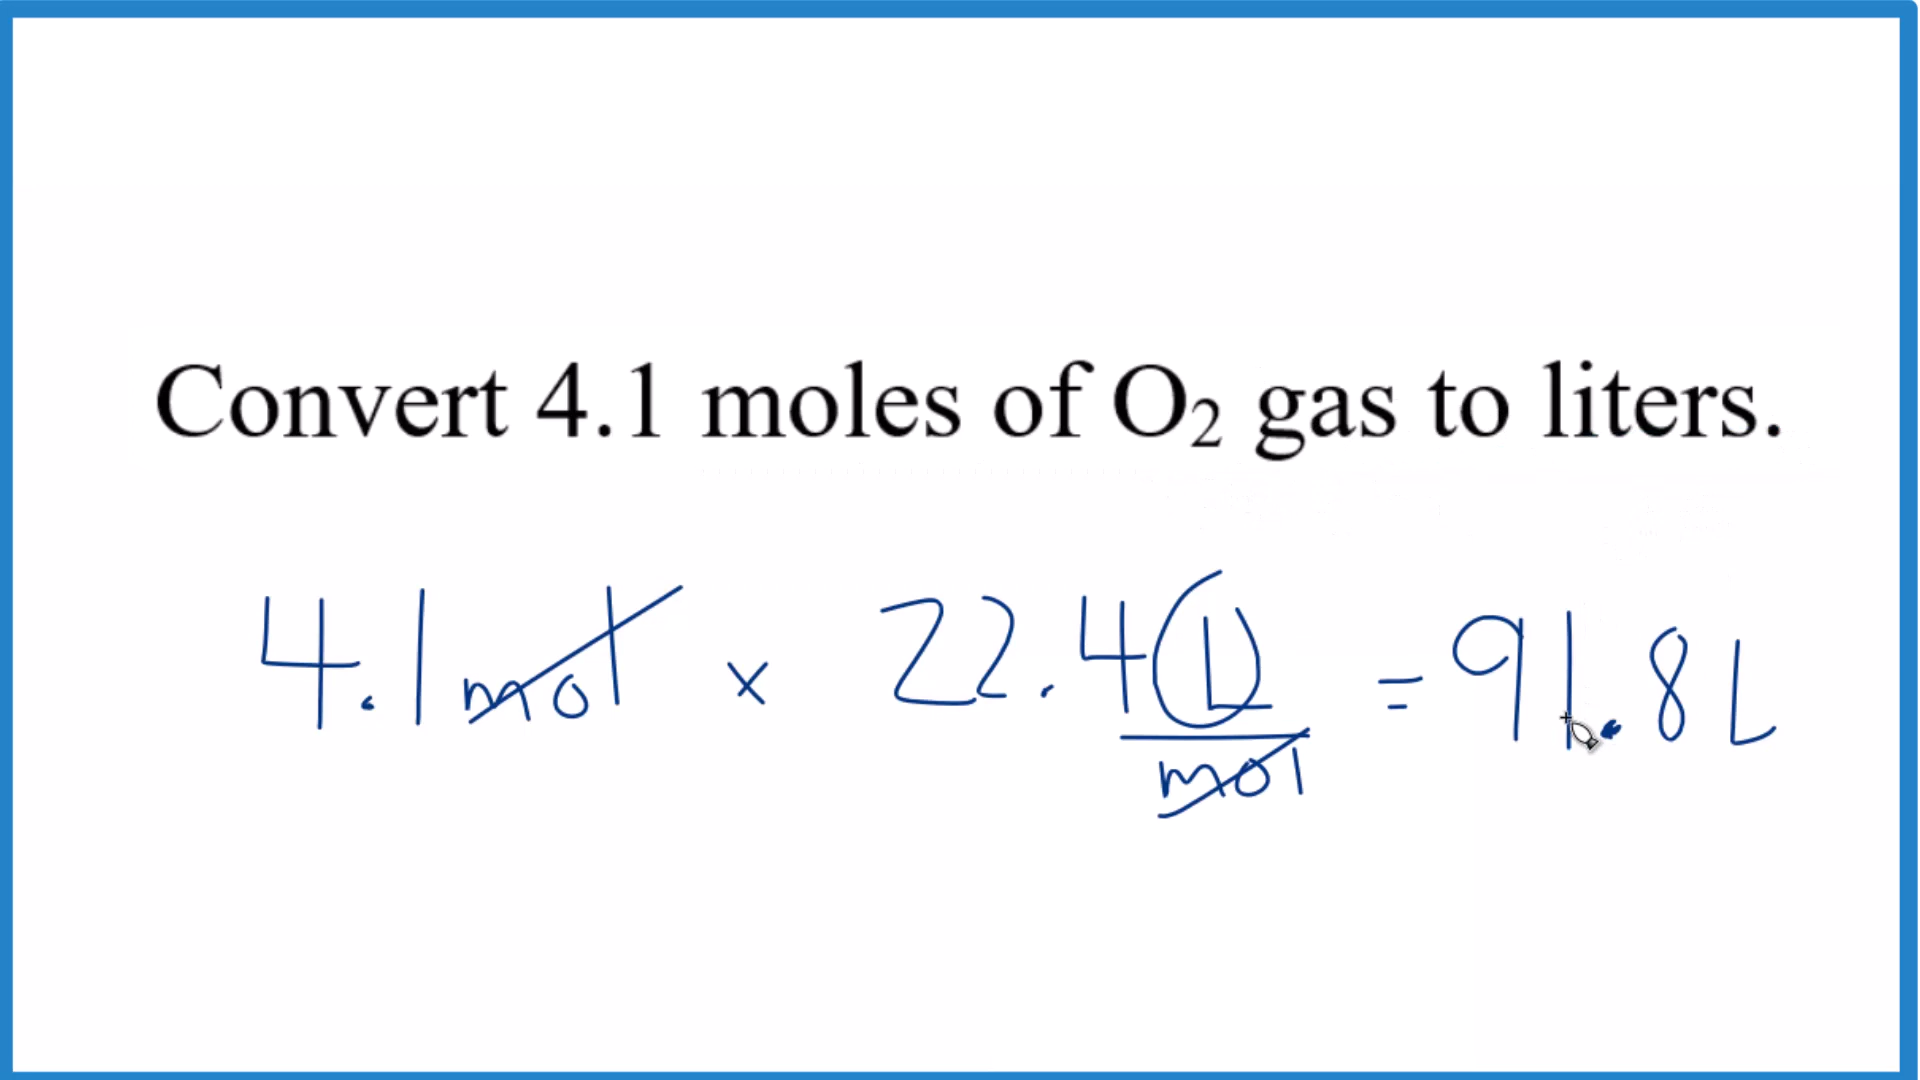 Convert 4.1 moles of O₂ gas to liters.
4.1 mol x 22.4 L = 91.8 L
mol